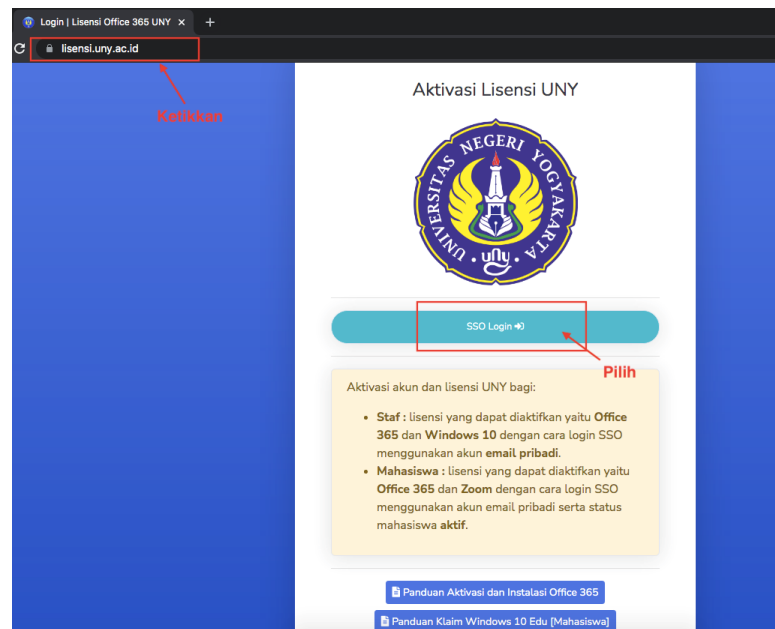 Login | Lisensi Office 365 UNY × +
lisensi.uny.ac.id
Ketikkan
Aktivasi Lisensi UNY
UNIVERSITAS NEGERI YOGYAKARTA
uny
SSO Login
Pilih
Aktivasi akun dan lisensi UNY bagi:
• Staf : lisensi yang dapat diaktifkan yaitu Office
365 dan Windows 10 dengan cara login SSO
menggunakan akun email pribadi.
• Mahasiswa : lisensi yang dapat diaktifkan yaitu
Office 365 dan Zoom dengan cara login SSO
menggunakan akun email pribadi serta status
mahasiswa aktif.
Panduan Aktivasi dan Instalasi Office 365
Panduan Klaim Windows 10 Edu [Mahasiswa]